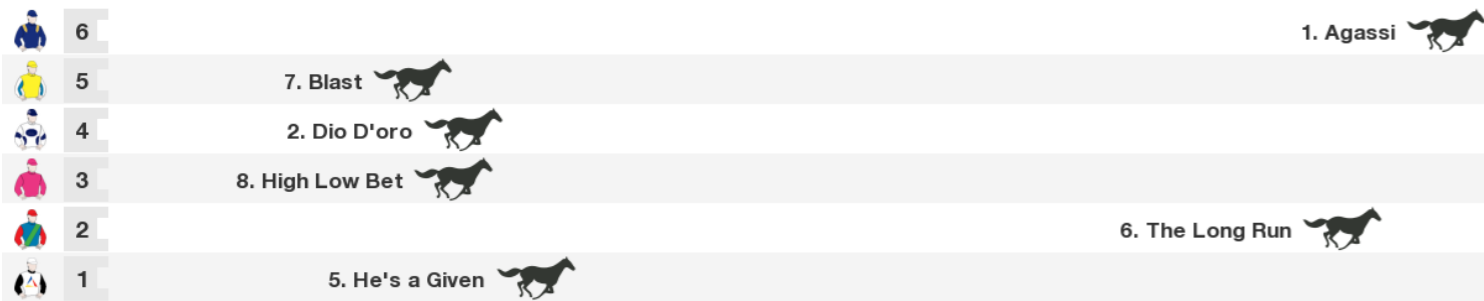 6 1. Agassi
5 7. Blast
4 2. Dio D'oro
3 8. High Low Bet
2 6. The Long Run
1 5. He's a Given